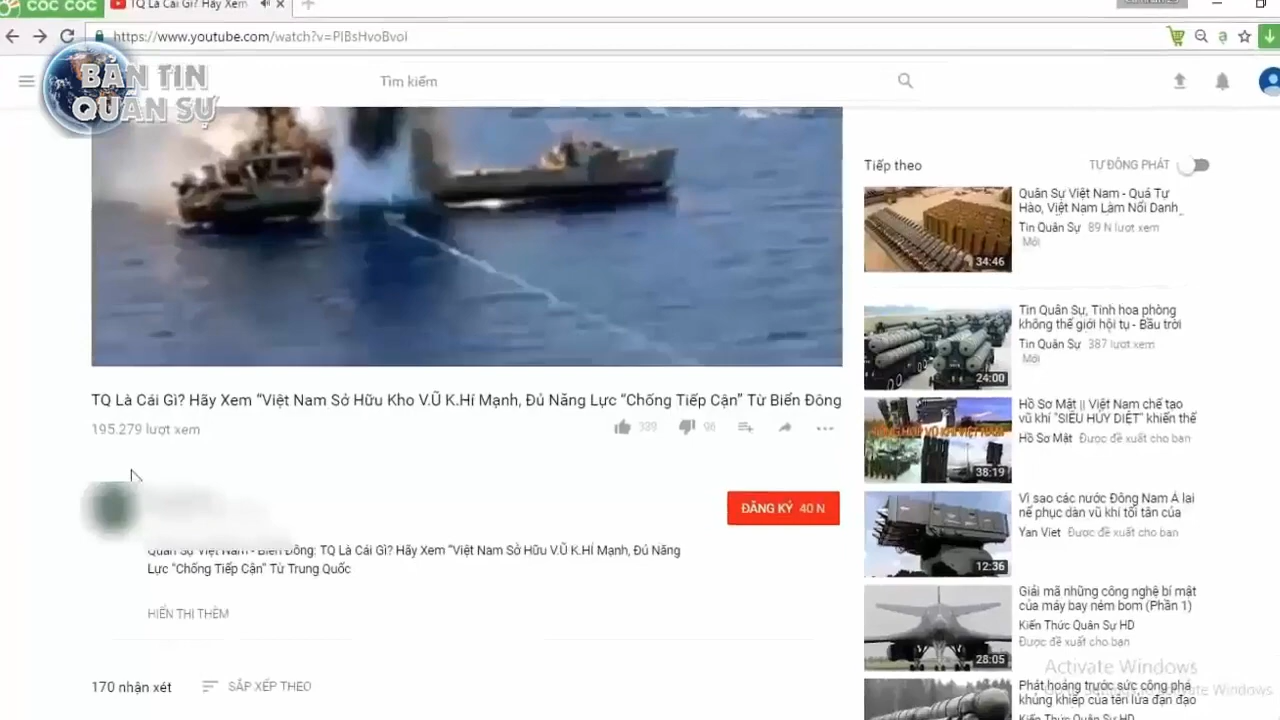 CỐC CỐC
TQ Là Cái Gì? Hãy Xem
https://www.youtube.com/watch?v=PlBsHvoBvoI
BẢN TIN
QUÂN SỰ
Tìm kiếm
TQ Là Cái Gì? Hãy Xem “Việt Nam Sở Hữu Kho V.Ũ K.Hí Mạnh, Đủ Năng Lực “Chống Tiếp Cận” Từ Biển Đông
195.279 lượt xem
389
96
ĐĂNG KÝ 40 N
Quân Sự Việt Nam - Biển Đông: TQ Là Cái Gì? Hãy Xem “Việt Nam Sở Hữu V.Ũ K.HÍ Mạnh, Đủ Năng
Lực “Chống Tiếp Cận” Từ Trung Quốc
HIỂN THỊ THÊM
170 nhận xét
SẮP XẾP THEO
Tiếp theo
TỰ ĐỘNG PHÁT
Quân Sự Việt Nam - Quá Tự
Hào, Việt Nam Làm Nổi Danh
Tin Quân Sự 89 N lượt xem
Mới
34:46
Tin Quân Sự, Tinh hoa phòng
không thế giới hội tụ - Bầu trời
Tin Quân Sự 387 lượt xem
Mới
24:00
Hồ Sơ Mật || Việt Nam chế tạo
vũ khí "SIÊU HỦY DIỆT" khiến thế
Hồ Sơ Mật Được đề xuất cho bạn
38:19
Vì sao các nước Đông Nam Á lại
nể phục dàn vũ khí tối tân của
Yan Viet Được đề xuất cho bạn
12:36
Giải mã những công nghệ bí mật
của máy bay ném bom (Phần 1)
Kiến Thức Quân Sự HD
Được đề xuất cho bạn
28:05
Activate Windows
Phát hoảng trước sức công phá
khủng khiếp của tên lửa đạn đạo
Kiến Thức Quân Sự HD